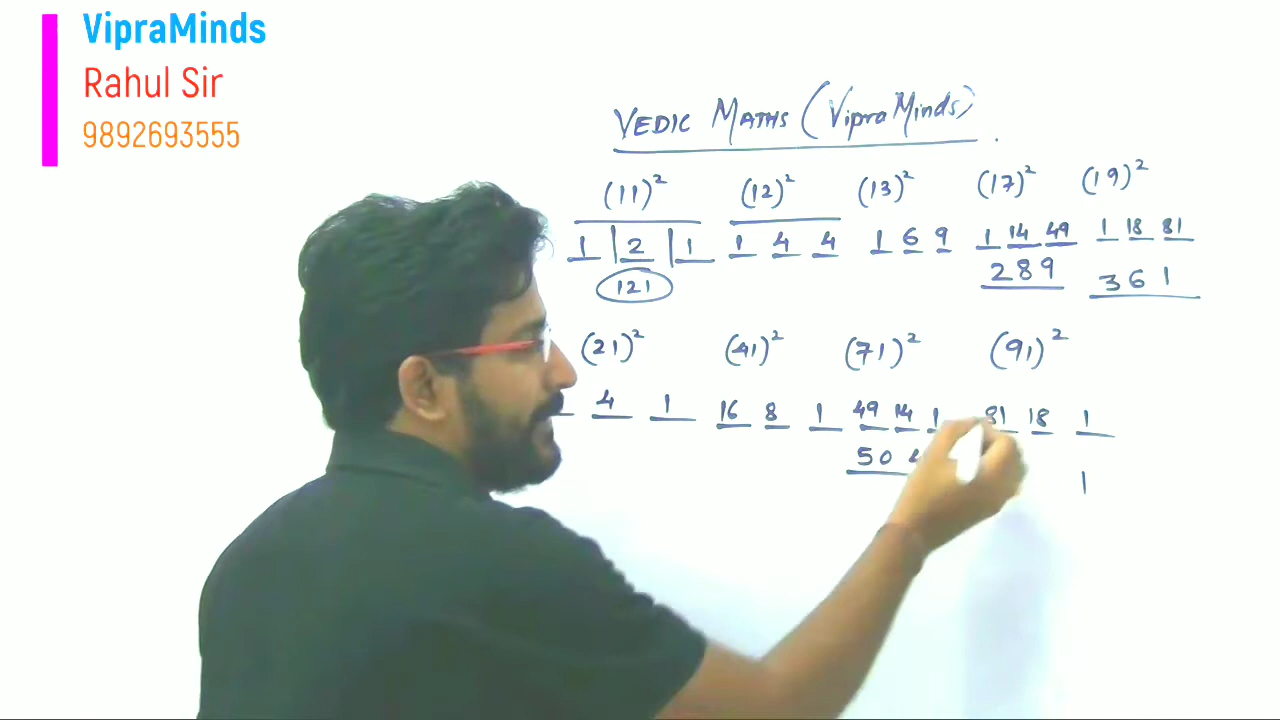 VipraMinds
Rahul Sir
9892693555
VEDIC MATHS (VipraMinds).
(11)² (12)² (13)² (17)² (19)²
1 | 2 | 1 1 4 4 1 6 9 1 14 49 1 18 81
121 289 361
(21)² (41)² (71)² (91)²
4 1 16 8 1 49 14 1 81 18 1
50 1